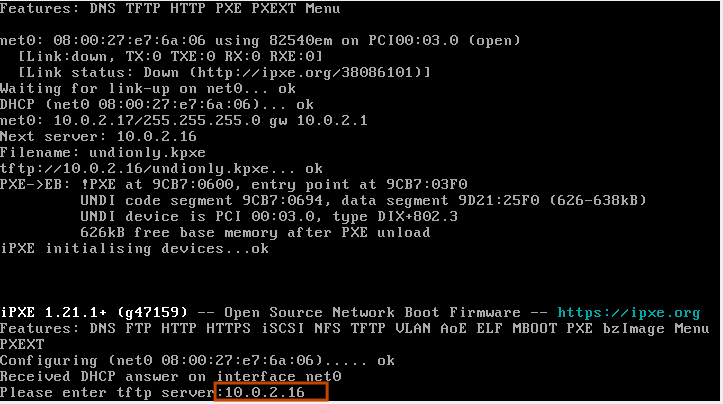 Features: DNS TFTP HTTP PXE PXEXT Menu
net0: 08:00:27:e7:6a:06 using 82540em on PCI00:03.0 (open)
[Link:down, TX:0 TXE:0 RX:0 RXE:0]
[Link status: Down (http://ipxe.org/38086101)]
Waiting for link-up on net0... ok
DHCP (net0 08:00:27:e7:6a:06)... ok
net0: 10.0.2.17/255.255.255.0 gw 10.0.2.1
Next server: 10.0.2.16
Filename: undionly.kpxe
tftp://10.0.2.16/undionly.kpxe... ok
PXE->EB: !PXE at 9CB7:0600, entry point at 9CB7:03F0
UNDI code segment 9CB7:0694, data segment 9D21:25F0 (626-638kB)
UNDI device is PCI 00:03.0, type DIX+802.3
626kB free base memory after PXE unload
iPXE initialising devices...ok
iPXE 1.21.1+ (g47159) -- Open Source Network Boot Firmware -- https://ipxe.org
Features: DNS FTP HTTP HTTPS iSCSI NFS TFTP VLAN AoE ELF MBOOT PXE bzImage Menu
PXEXT
Configuring (net0 08:00:27:e7:6a:06)..... ok
Received DHCP answer on interface net0
Please enter tftp server:10.0.2.16